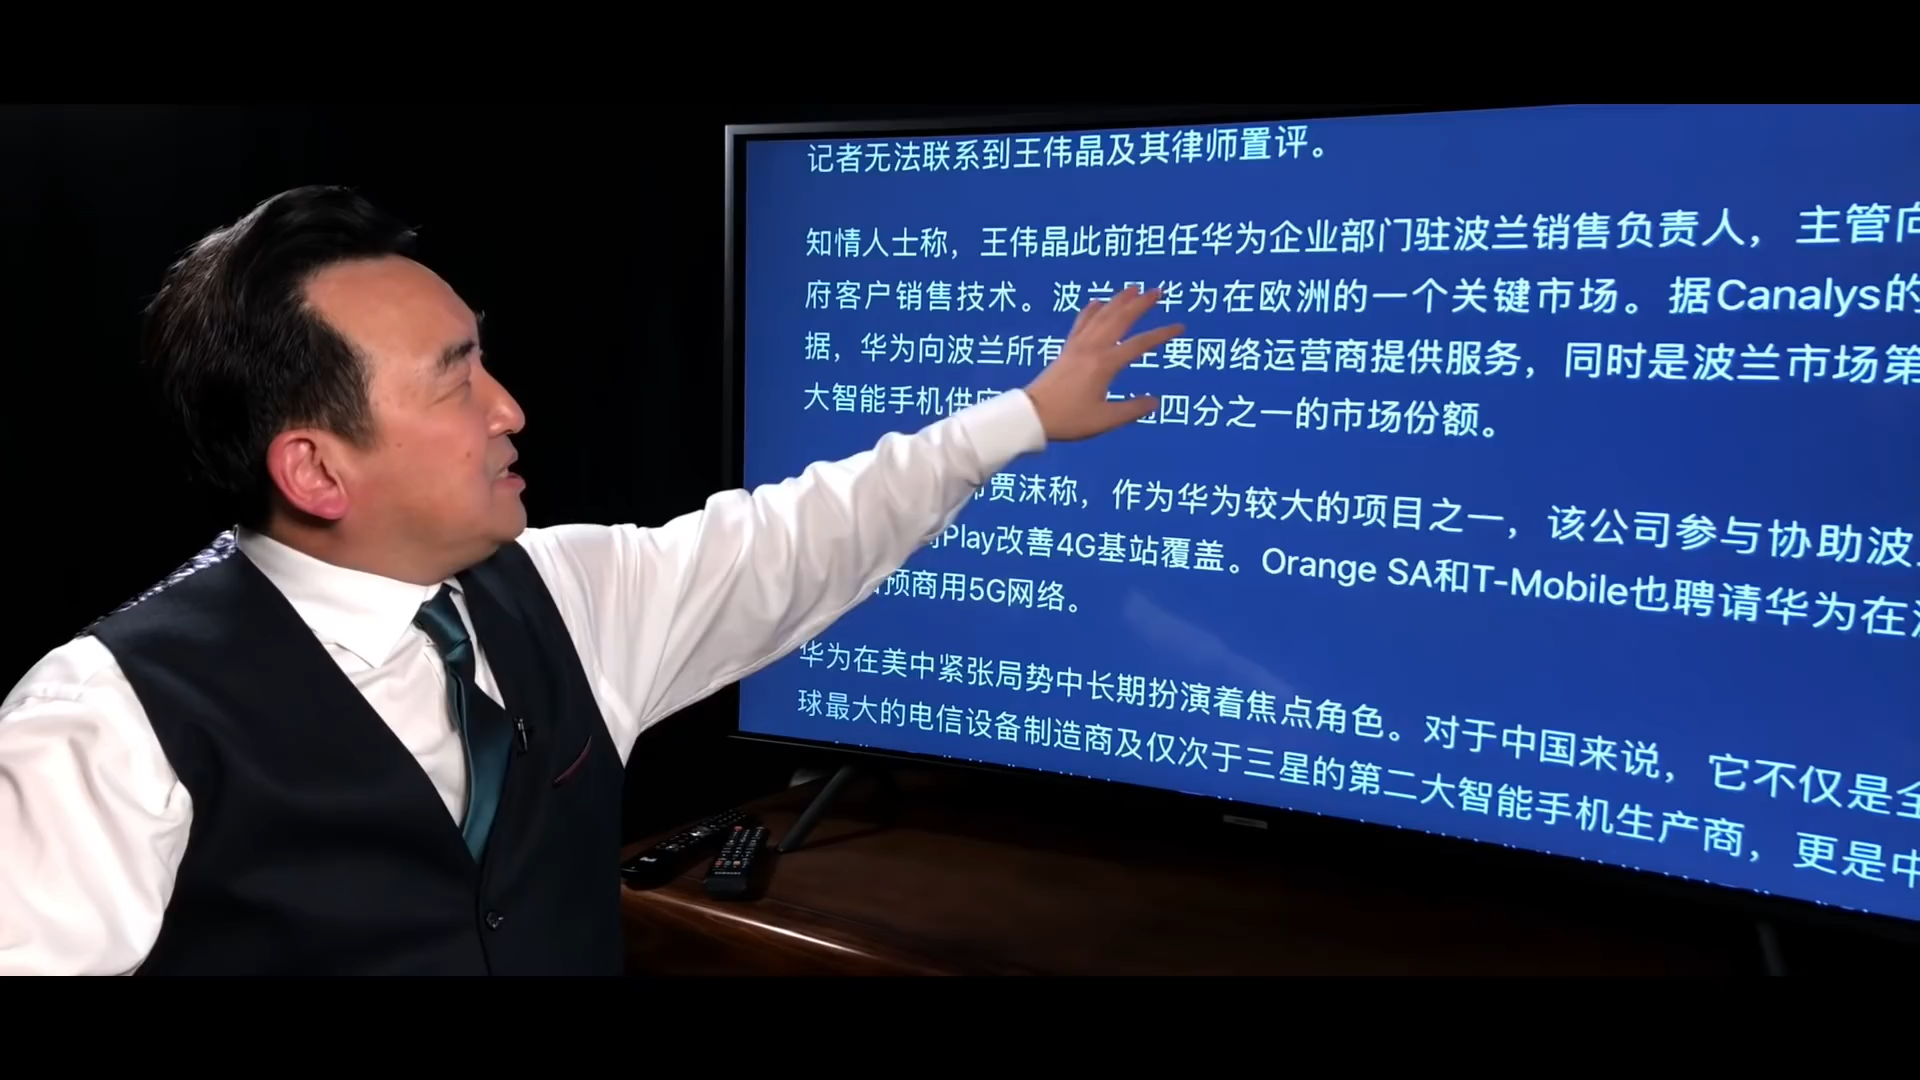 记者无法联系到王伟晶及其律师置评。
知情人士称，王伟晶此前担任华为企业部门驻波兰销售负责人，主管向
府客户销售技术。波兰是华为在欧洲的一个关键市场。据Canalys的
据，华为向波兰所有 主要网络运营商提供服务，同时是波兰市场第
大智能手机供 四分之一的市场份额。
贾沫称，作为华为较大的项目之一，该公司参与协助波
Play改善4G基站覆盖。Orange SA和T-Mobile也聘请华为在
预商用5G网络。
华为在美中紧张局势中长期扮演着焦点角色。对于中国来说，它不仅是全
球最大的电信设备制造商及仅次于三星的第二大智能手机生产商，更是中